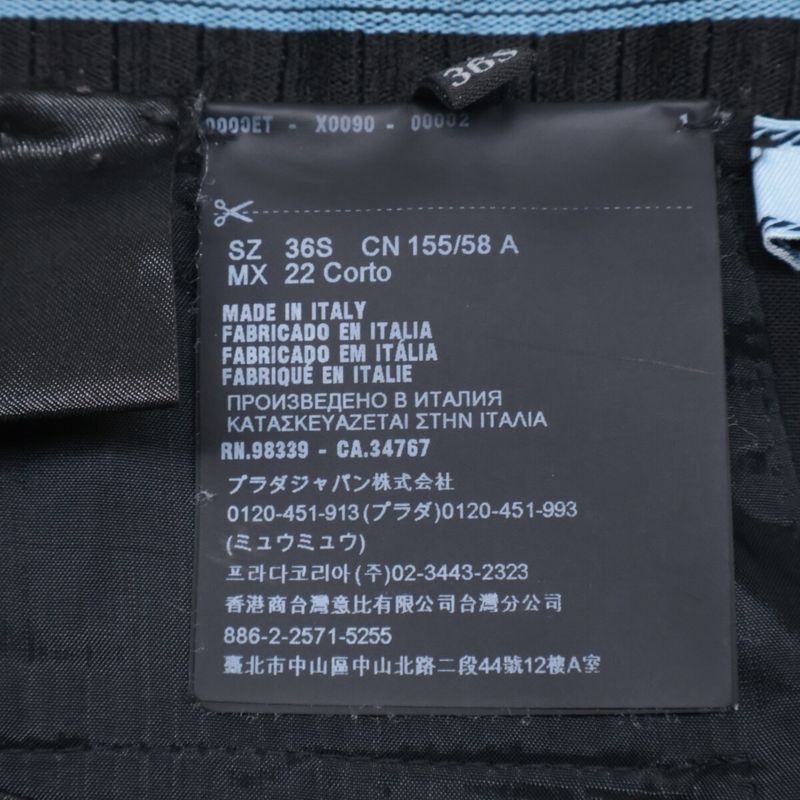 36S
0000ET - X0090 - 00002 1
SZ 36S CN 155/58 A
MX 22 Corto
MADE IN ITALY
FABRICADO EN ITALIA
FABRICADO EM ITÁLIA
FABRIQUÉ EN ITALIE
ПРОИЗВЕДЕНО В ИТАЛИЯ
ΚΑΤΑΣΚΕΥΑΖΕΤΑΙ ΣΤΗΝ ΙΤΑΛΙΑ
RN.98339 - CA.34767
プラダジャパン株式会社
0120-451-913(プラダ)0120-451-993
(ミュウミュウ)
프라다코리아(주)02-3443-2323
香港商台灣意比有限公司台灣分公司
886-2-2571-5255
臺北市中山區中山北路二段44號12樓A室